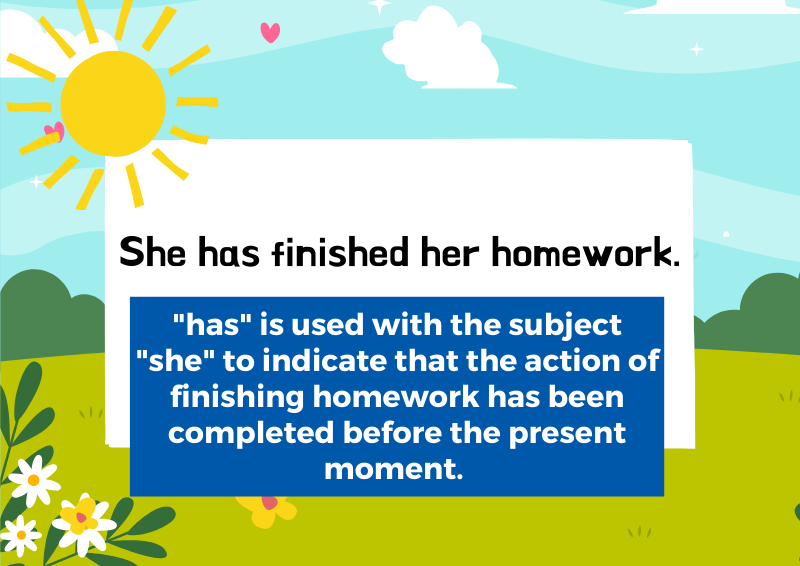 She has finished her homework.
"has" is used with the subject
"she" to indicate that the action of
finishing homework has been
completed before the present
moment.